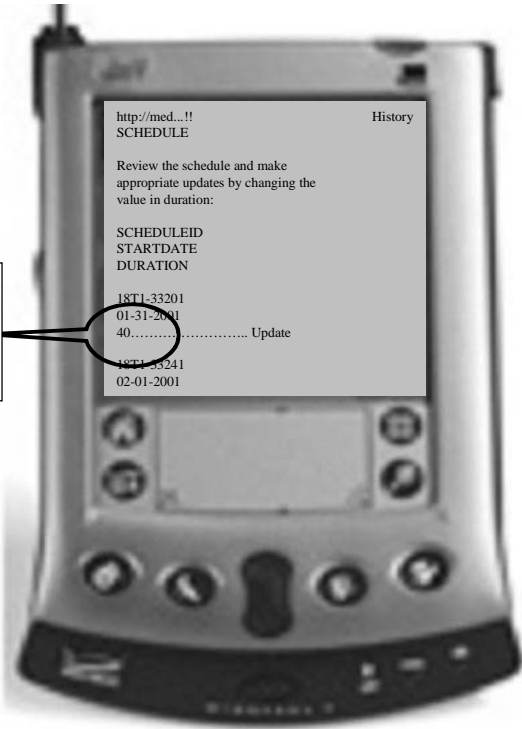 http://med...!! History
SCHEDULE
Review the schedule and make
appropriate updates by changing the
value in duration:
SCHEDULEID
STARTDATE
DURATION
18T1-33201
01-31-2001
40…………………….. Update
18T1-33241
02-01-2001